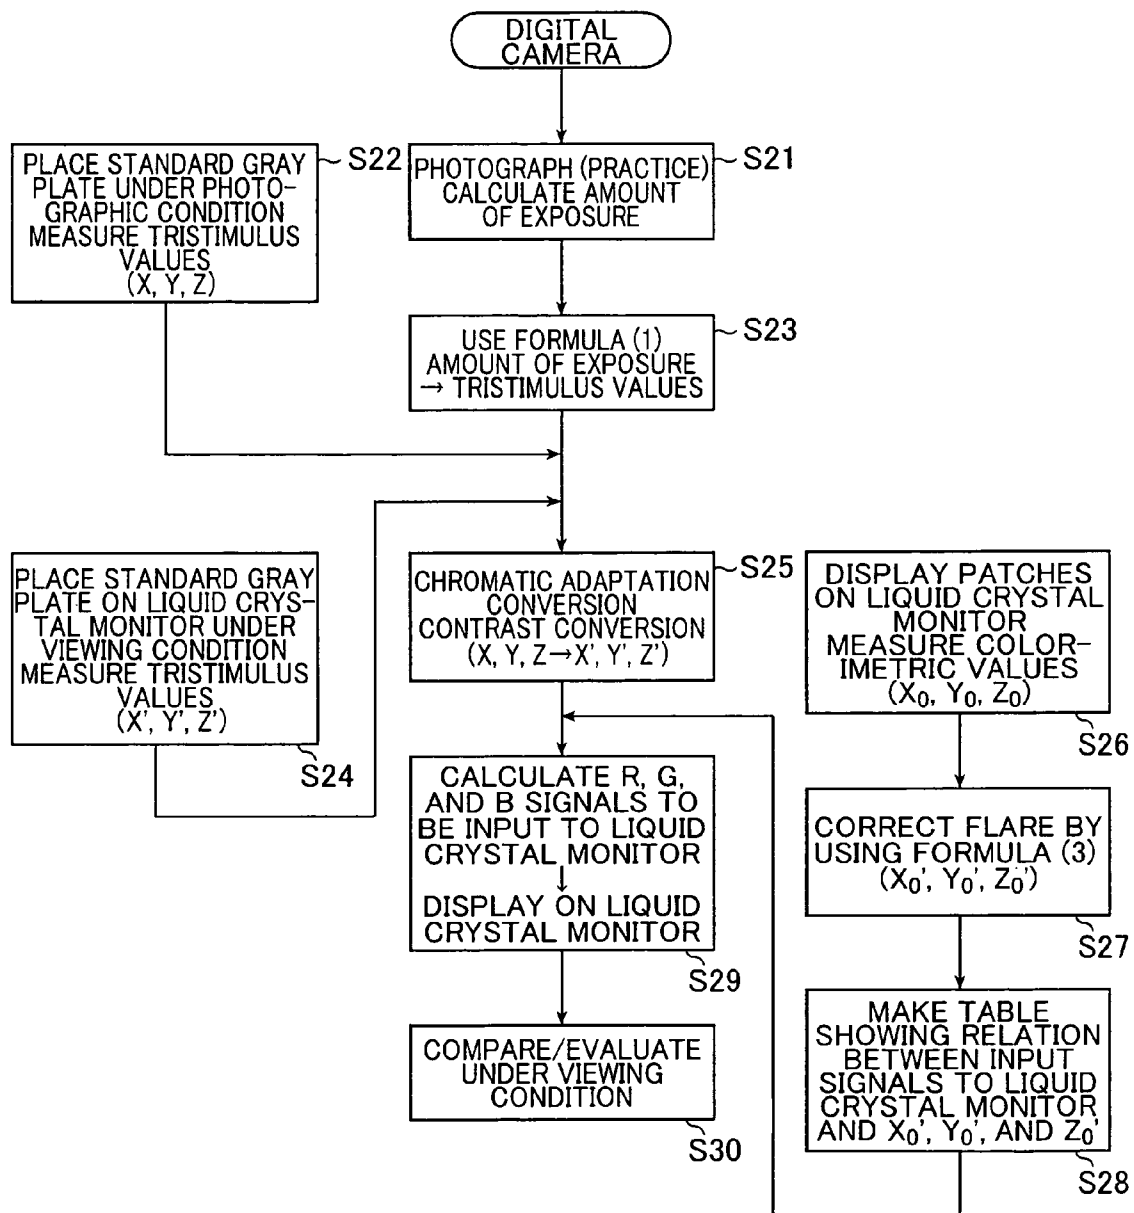 DIGITAL
CAMERA
S21
PHOTOGRAPH (PRACTICE)
CALCULATE AMOUNT
OF EXPOSURE
S22
PLACE STANDARD GRAY
PLATE UNDER PHOTO-
GRAPHIC CONDITION
MEASURE TRISTIMULUS
VALUES
(X, Y, Z)
S23
USE FORMULA (1)
AMOUNT OF EXPOSURE
→ TRISTIMULUS VALUES
PLACE STANDARD GRAY
PLATE ON LIQUID CRYS-
TAL MONITOR UNDER
VIEWING CONDITION
MEASURE TRISTIMULUS
VALUES
(X', Y', Z')
S24
S25
CHROMATIC ADAPTATION
CONVERSION
CONTRAST CONVERSION
(X, Y, Z→X', Y', Z')
DISPLAY PATCHES
ON LIQUID CRYSTAL
MONITOR
MEASURE COLOR-
IMETRIC VALUES
(X₀, Y₀, Z₀)
S26
CORRECT FLARE BY
USING FORMULA (3)
(X₀', Y₀', Z₀')
S27
MAKE TABLE
SHOWING RELATION
BETWEEN INPUT
SIGNALS TO LIQUID
CRYSTAL MONITOR
AND X₀', Y₀', AND Z₀'
S28
CALCULATE R, G,
AND B SIGNALS TO
BE INPUT TO LIQUID
CRYSTAL MONITOR
↓
DISPLAY ON LIQUID
CRYSTAL MONITOR
S29
COMPARE/EVALUATE
UNDER VIEWING
CONDITION
S30